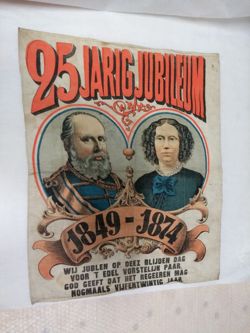 25 JARIG JUBILEUM
1849-1874
WIJ JUBLEN OP DEEZ BLIJDEN DAG
VOOR 'T EDEL VORSTELIJK PAAR
GOD GEEFT DAT HET REGEEREN MAG
NOGMAALS VIJFENTWINTIG JAAR